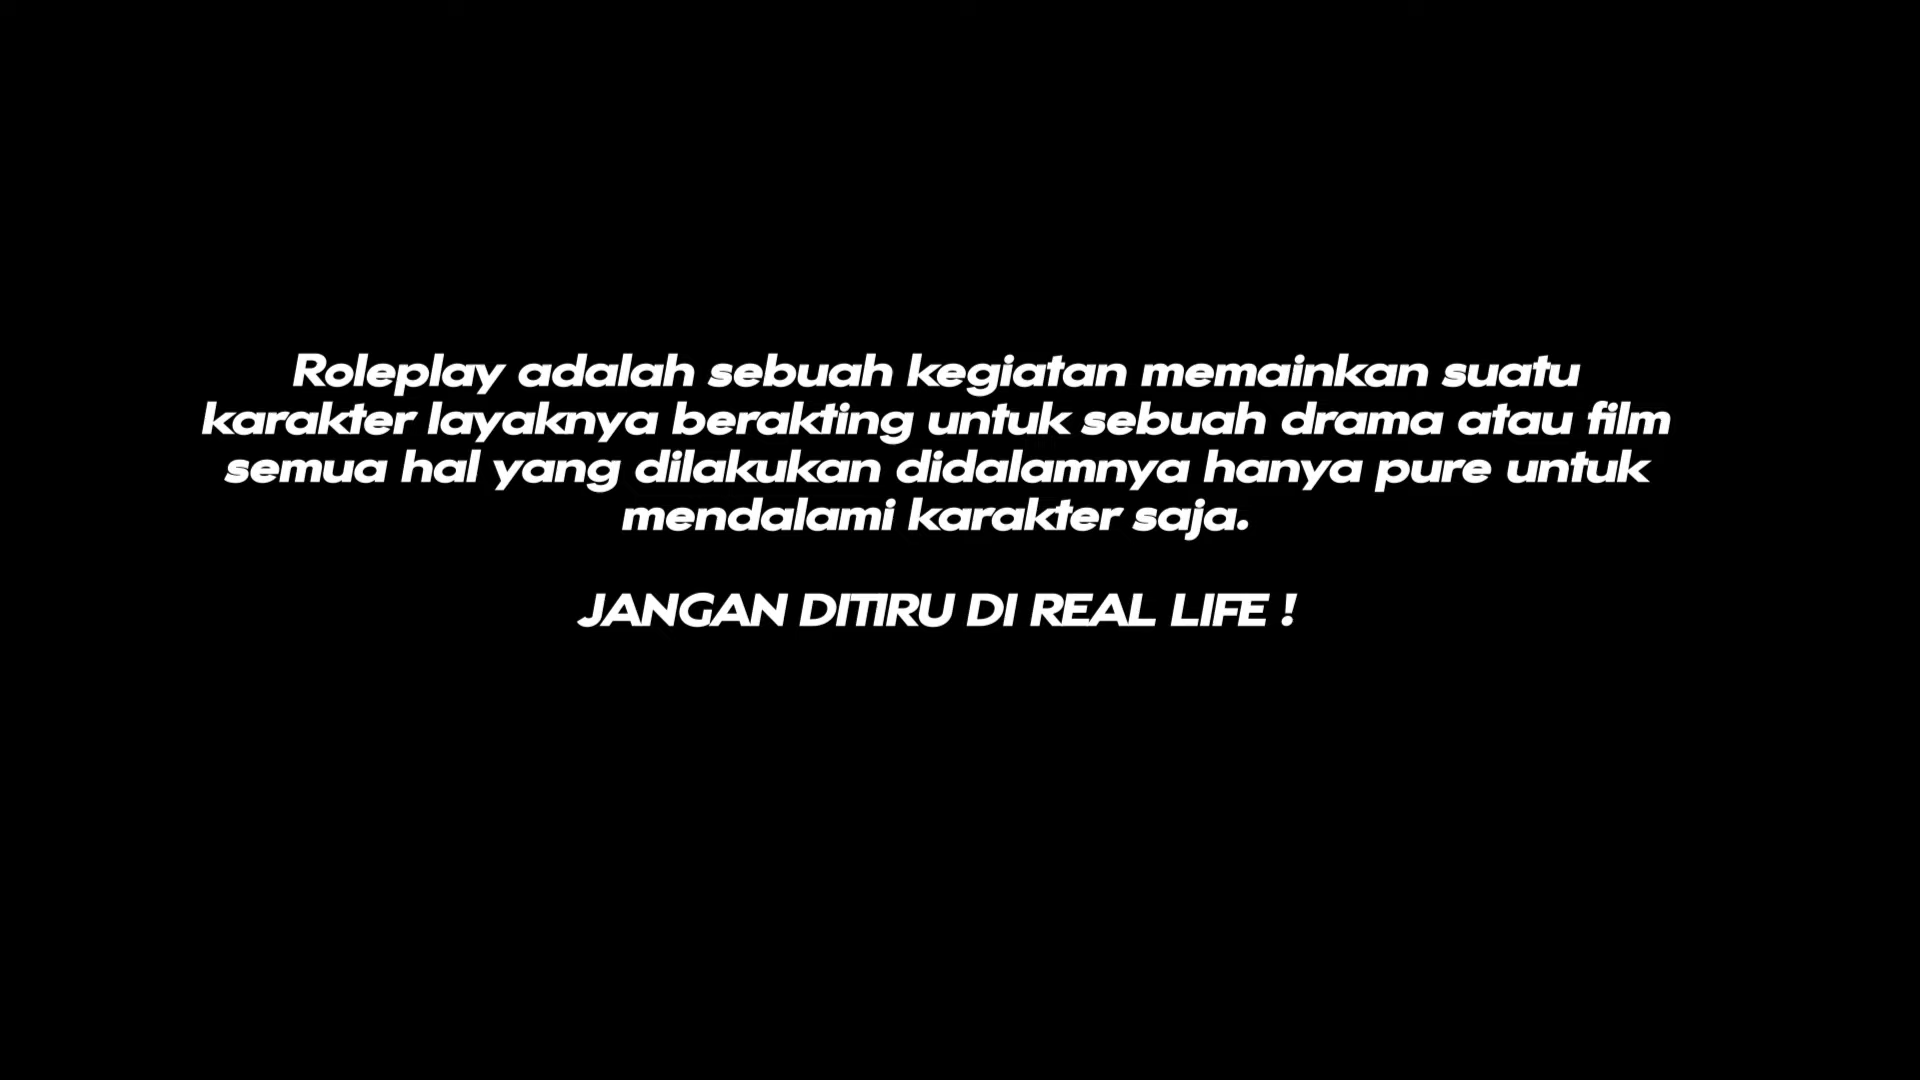 Roleplay adalah sebuah kegiatan memainkan suatu
karakter layaknya berakting untuk sebuah drama atau film
semua hal yang dilakukan didalamnya hanya pure untuk
mendalami karakter saja.
JANGAN DITIRU DI REAL LIFE !